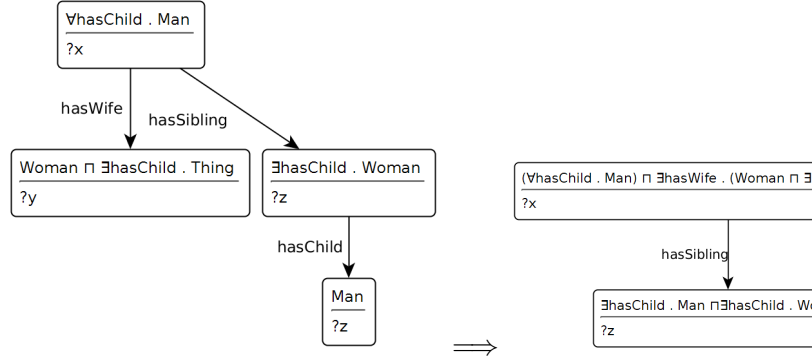 ∀hasChild . Man
?x
hasWife
hasSibling
Woman ⊓ ∃hasChild . Thing
?y
∃hasChild . Woman
?z
hasChild
Man
?z
⟹
(∀hasChild . Man) ⊓ ∃hasWife . (Woman ⊓ ∃
?x
hasSibling
∃hasChild . Man ⊓∃hasChild .
?z